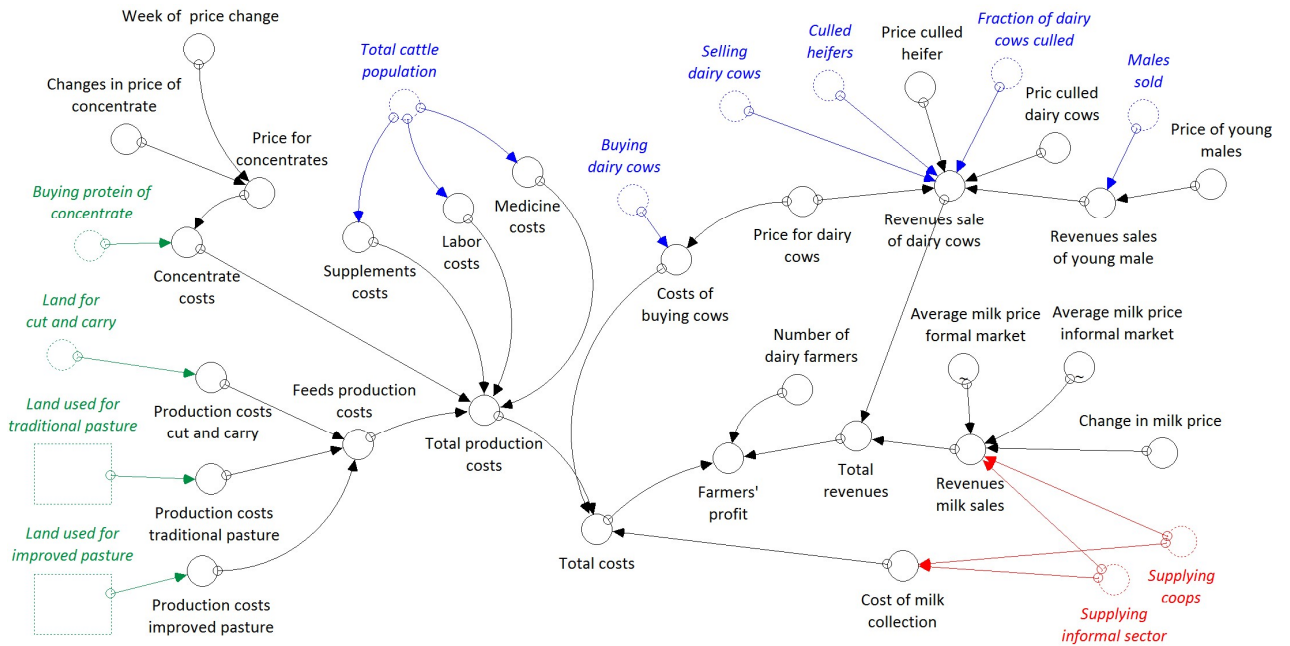 Week of price change
Changes in price of
concentrate
Price for
concentrates
Buying protein of
concentrate
Concentrate
costs
Land for
cut and carry
Production costs
cut and carry
Land used for
traditional pasture
Production costs
traditional pasture
Land used for
improved pasture
Production costs
improved pasture
Feeds production
costs
Total cattle
population
Supplements
costs
Labor
costs
Medicine
costs
Total production
costs
Buying
dairy cows
Costs of
buying cows
Selling
dairy cows
Culled
heifers
Price culled
heifer
Fraction of dairy
cows culled
Pric culled
dairy cows
Males
sold
Price of young
males
Price for dairy
cows
Revenues sale
of dairy cows
Revenues sales
of young male
Number of
dairy farmers
Average milk price
formal market
Average milk price
informal market
Change in milk price
Farmers'
profit
Total
revenues
Revenues
milk sales
Total costs
Cost of milk
collection
Supplying
coops
Supplying
informal sector